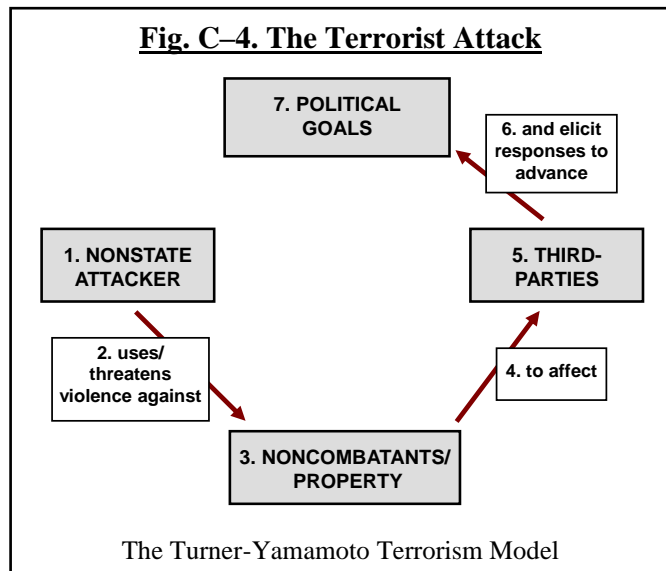 Fig. C–4. The Terrorist Attack
7. POLITICAL
GOALS
6. and elicit
responses to
advance
1. NONSTATE
ATTACKER
5. THIRD-
PARTIES
2. uses/
threatens
violence against
4. to affect
3. NONCOMBATANTS/
PROPERTY
The Turner-Yamamoto Terrorism Model